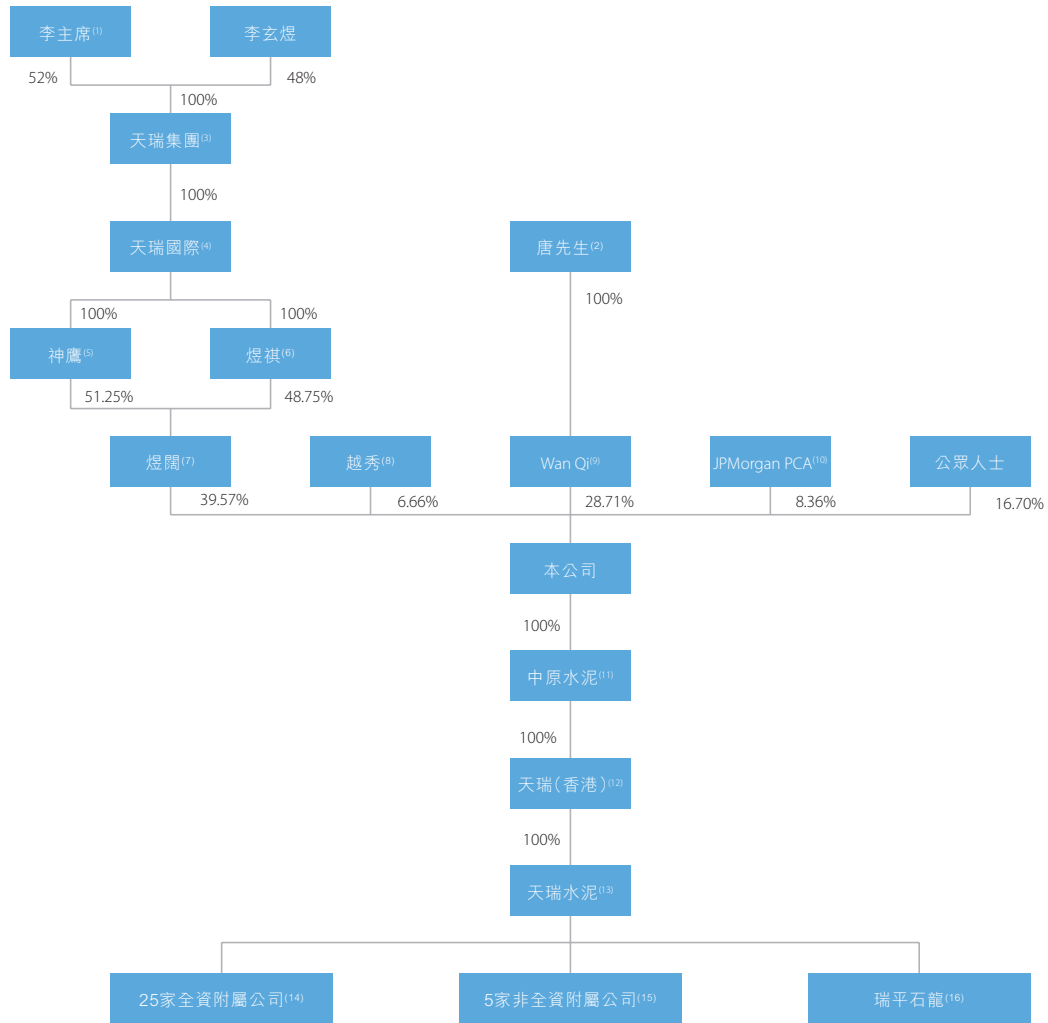 李主席(1)
李玄煜
52%
48%
100%
天瑞集團(3)
100%
天瑞國際(4)
唐先生(2)
100%
100%
100%
神鷹(5)
煜祺(6)
51.25%
48.75%
煜闊(7)
越秀(8)
Wan Qi(9)
JPMorgan PCA(10)
公眾人士
39.57%
6.66%
28.71%
8.36%
16.70%
本公司
100%
中原水泥(11)
100%
天瑞(香港)(12)
100%
天瑞水泥(13)
25家全資附屬公司(14)
5家非全資附屬公司(15)
瑞平石龍(16)